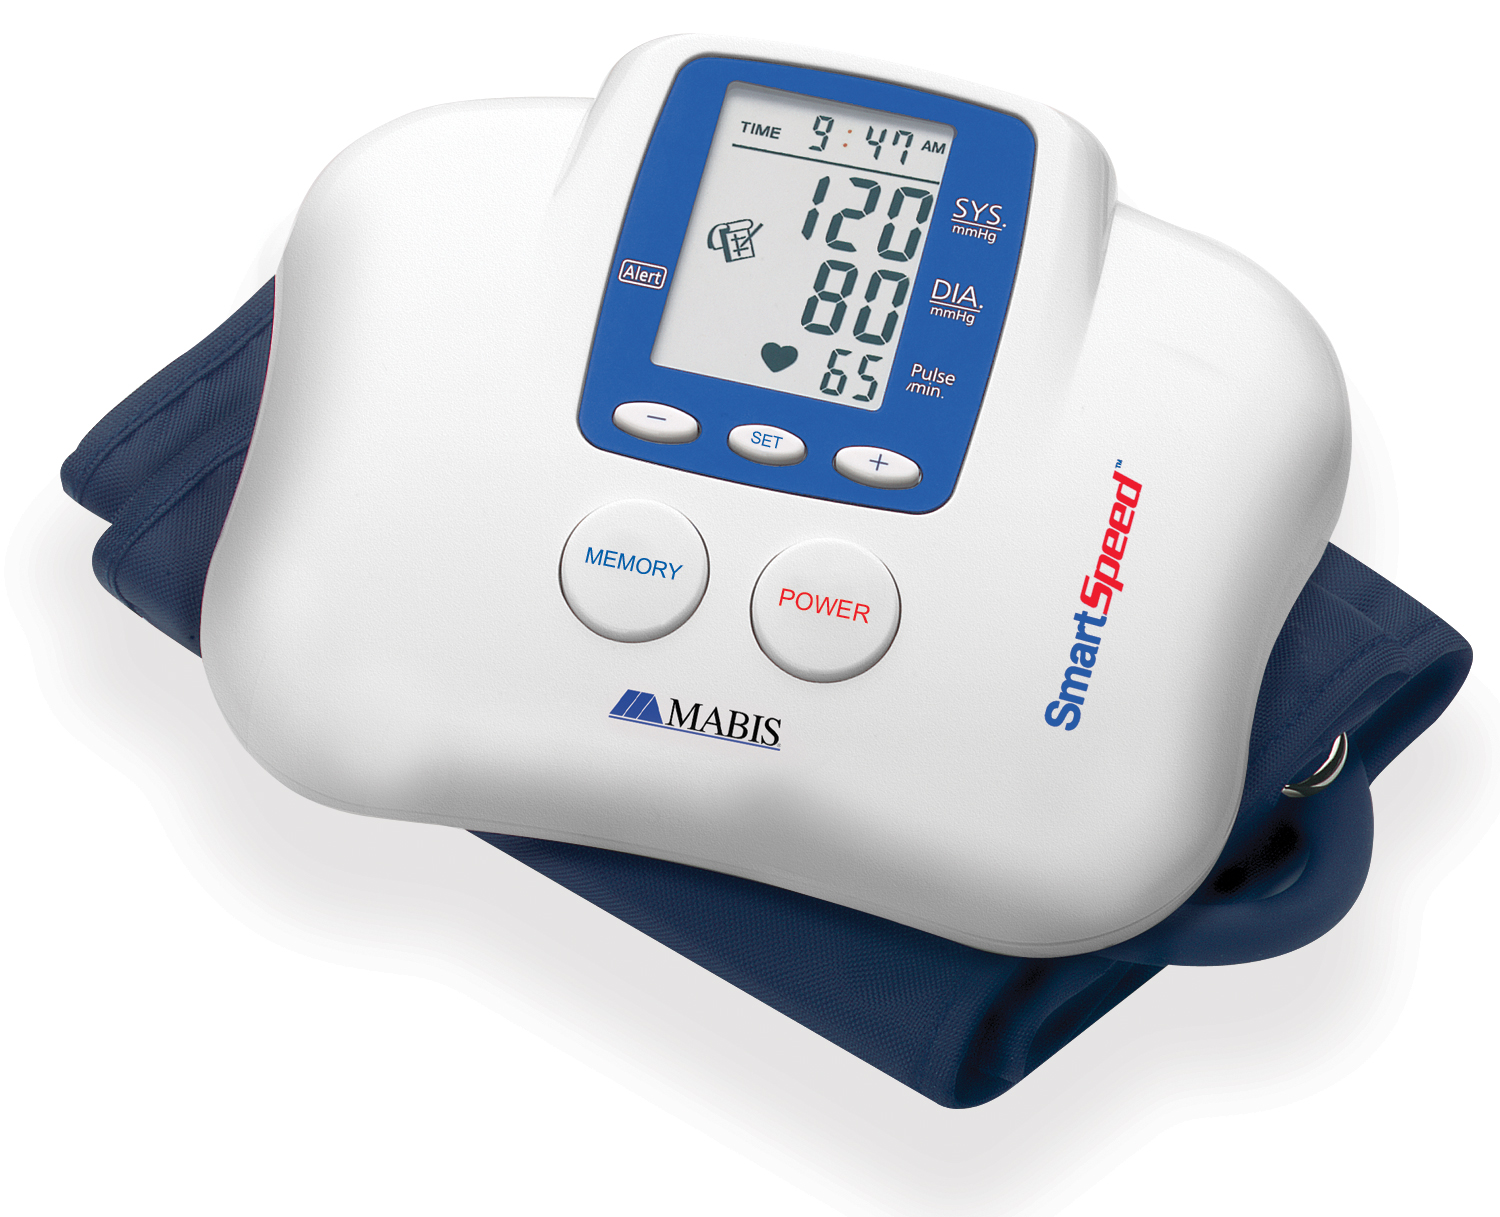 TIME 9:47 AM
120 SYS.
mmHg
Alert
80 DIA.
mmHg
65 Pulse
/min.
− SET +
MEMORY POWER
SmartSpeed™
MABIS